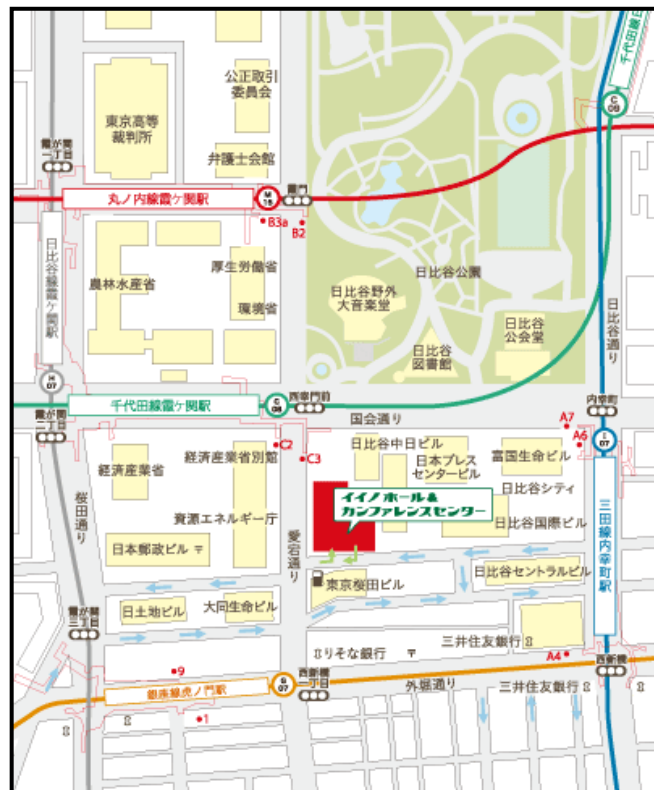 千代田線日
公正取引
委員会
東京高等
裁判所
C
09
霞が関
一丁目
弁護士会館
丸ノ内線霞ケ関駅
M
15
霞門
B3a
B2
日比谷線霞ケ関駅
厚生労働省
農林水産省
環境省
日比谷公園
日比谷野外
大音楽堂
日比谷
図書館
日比谷
公会堂
日比谷通り
H
07
千代田線霞ケ関駅
C
08
西幸門前
内幸町
霞が関
二丁目
国会通り
A7
A6
I
07
C2
C3
経済産業省
経済産業省別館
日比谷中日ビル
日本プレス
センタービル
富国生命ビル
イイノホール&
カンファレンスセンター
日比谷シティ
日比谷国際ビル
桜田通り
資源エネルギー庁
愛宕通り
三田線内幸町駅
日本郵政ビル
〒
東京桜田ビル
日比谷セントラルビル
日土地ビル
大同生命ビル
霞が関
三丁目
りそな銀行
〒
三井住友銀行
A4
西新橋
9
銀座線虎ノ門駅
G
07
西新橋
一丁目
外堀通り
三井住友銀行
1